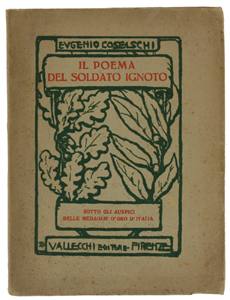 EVGENIO COSELSCHI
IL POEMA
DEL SOLDATO IGNOTO
SOTTO GLI AUSPICI
DELLE MEDAGLIE D'ORO D'ITALIA
VALLECCHI EDITORE - FIRENZE